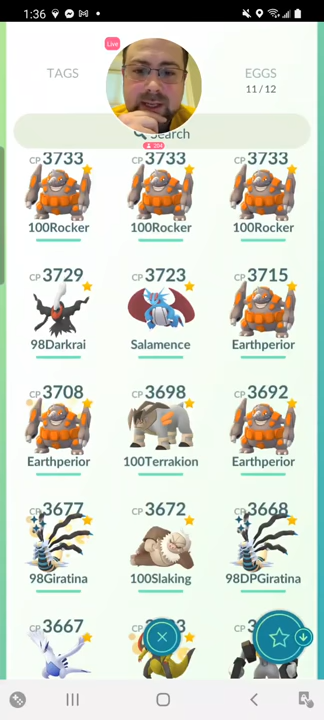 1:36
Live
TAGS
EGGS
11 / 12
Search
294
CP 3733
CP 3733
CP 3733
100Rocker
100Rocker
100Rocker
CP 3729
CP 3723
CP 3715
98Darkrai
Salamence
Earthperior
CP 3708
CP 3698
CP 3692
Earthperior
100Terrakion
Earthperior
CP 3677
CP 3672
CP 3668
98Giratina
100Slaking
98DPGiratina
CP 3667